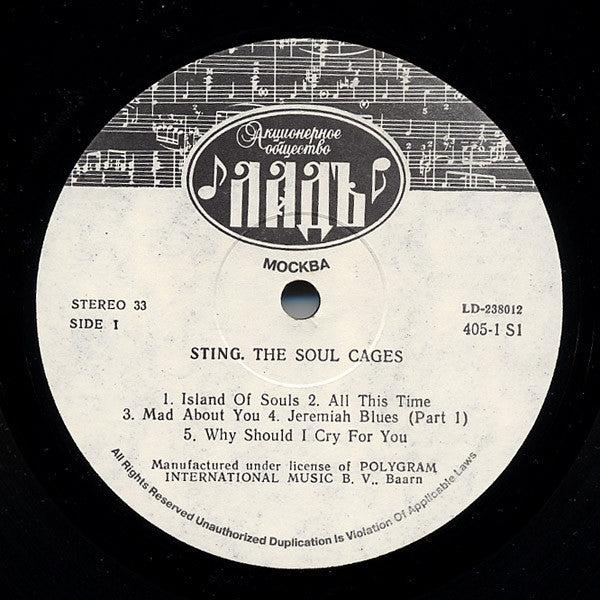 Акционерное
общество
ЛАДЪ
МОСКВА
STEREO 33
SIDE I
LD-238012
405-1 S1
STING. THE SOUL CAGES
1. Island Of Souls 2. All This Time
3. Mad About You 4. Jeremiah Blues (Part 1)
5. Why Should I Cry For You
Manufactured under license of POLYGRAM
INTERNATIONAL MUSIC B. V.. Baarn
All Rights Reserved Unauthorized Duplication Is Violation Of Applicable Laws